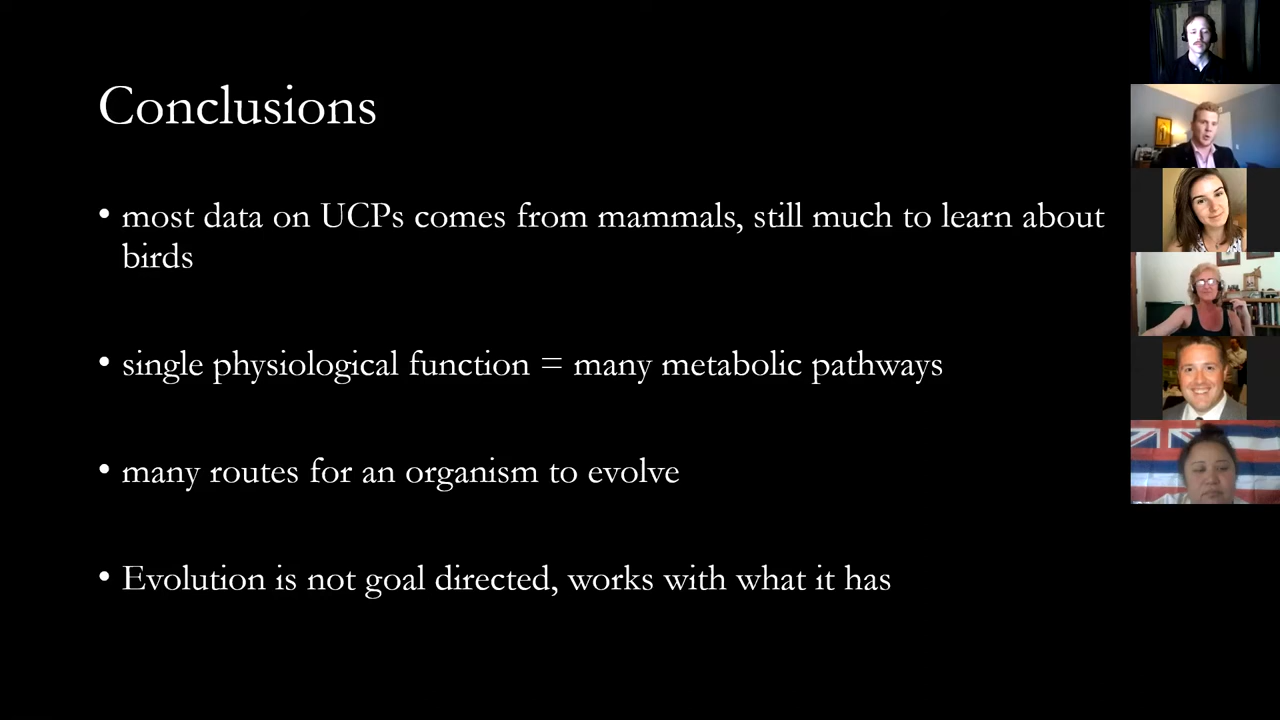 Conclusions
• most data on UCPs comes from mammals, still much to learn about
birds
• single physiological function = many metabolic pathways
• many routes for an organism to evolve
• Evolution is not goal directed, works with what it has